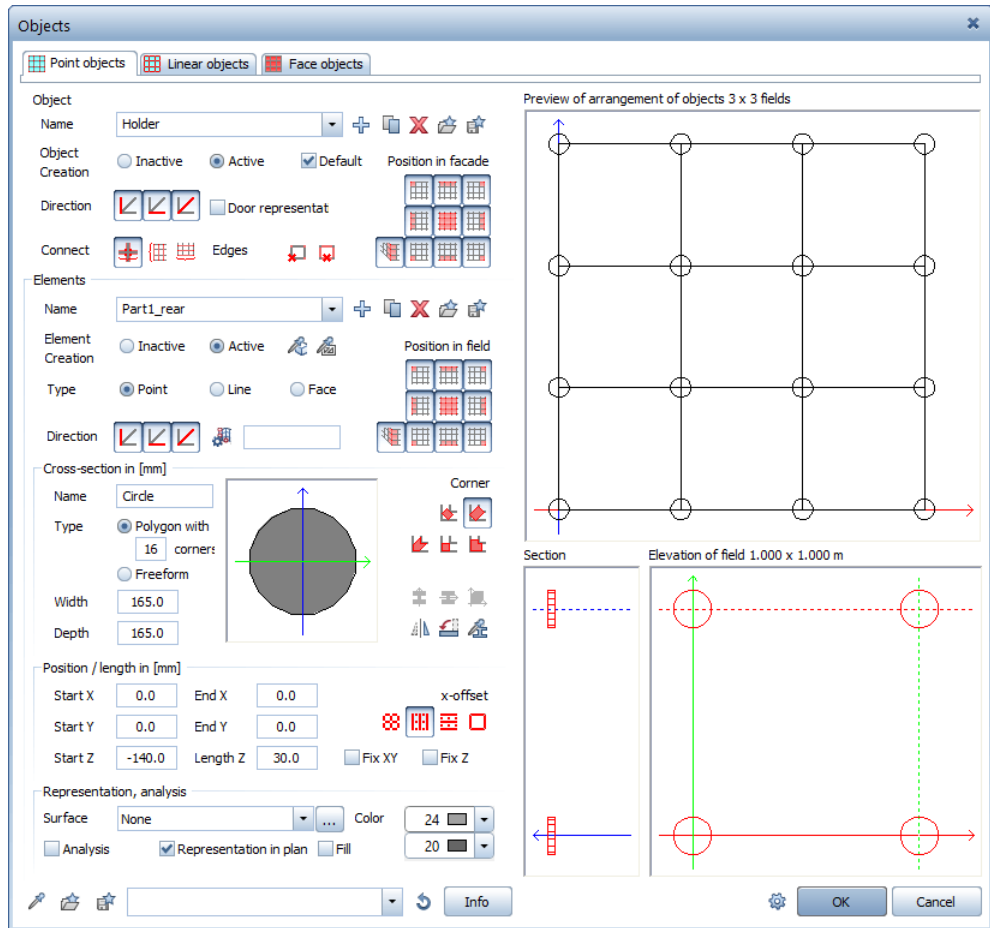 Objects
Point objects Linear objects Face objects
Object
Name Holder
Object Creation Inactive Active Default Position in facade
Direction Door representat
Connect Edges
Elements
Name Part1_rear
Element Creation Inactive Active Position in field
Type Point Line Face
Direction
Cross-section in [mm]
Name Circle Corner
Type Polygon with
16 corners
Freeform
Width 165.0
Depth 165.0
Position / length in [mm]
Start X 0.0 End X 0.0 x-offset
Start Y 0.0 End Y 0.0
Start Z -140.0 Length Z 30.0 Fix XY Fix Z
Representation, analysis
Surface None ... Color 24
Analysis Representation in plan Fill 20
Info
Preview of arrangement of objects 3 x 3 fields
Section Elevation of field 1.000 x 1.000 m
OK Cancel